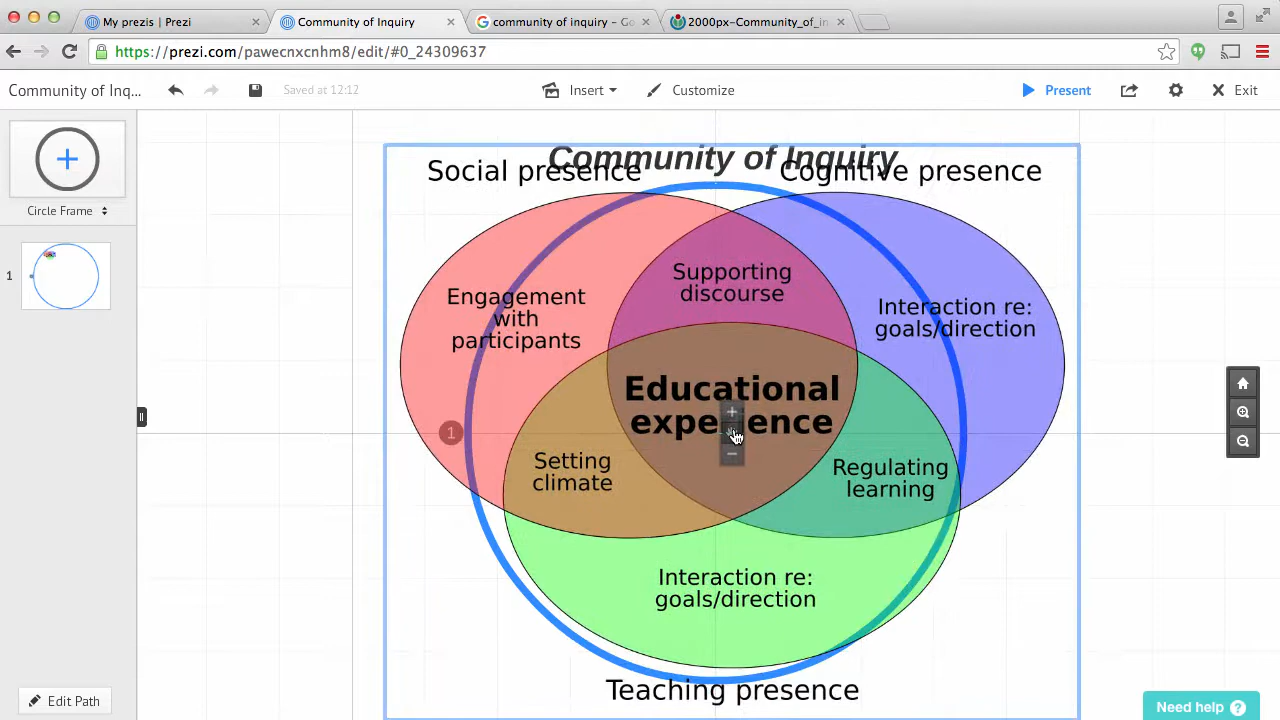 My prezis | Prezi
Community of Inquiry
community of inquiry – Go
2000px–Community_of_in
https://prezi.com/pawecnxcnhm8/edit/#0_24309637
Community of Inq...
Saved at 12:12
Insert
Customize
Present
Exit
Circle Frame
1
Community of Inquiry
Social presence
Cognitive presence
Supporting
discourse
Engagement
with
participants
Interaction re:
goals/direction
Educational
experience
1
Setting
climate
Regulating
learning
Interaction re:
goals/direction
Teaching presence
Edit Path
Need help ?